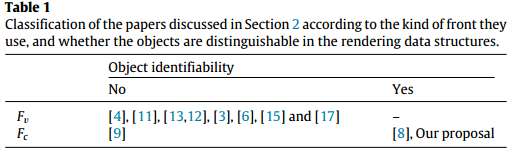 Table 1
Classification of the papers discussed in Section 2 according to the kind of front they
use, and whether the objects are distinguishable in the rendering data structures.
Object identifiability
No Yes
Fv [4], [11], [13,12], [3], [6], [15] and [17] –
Fc [9] [8], Our proposal